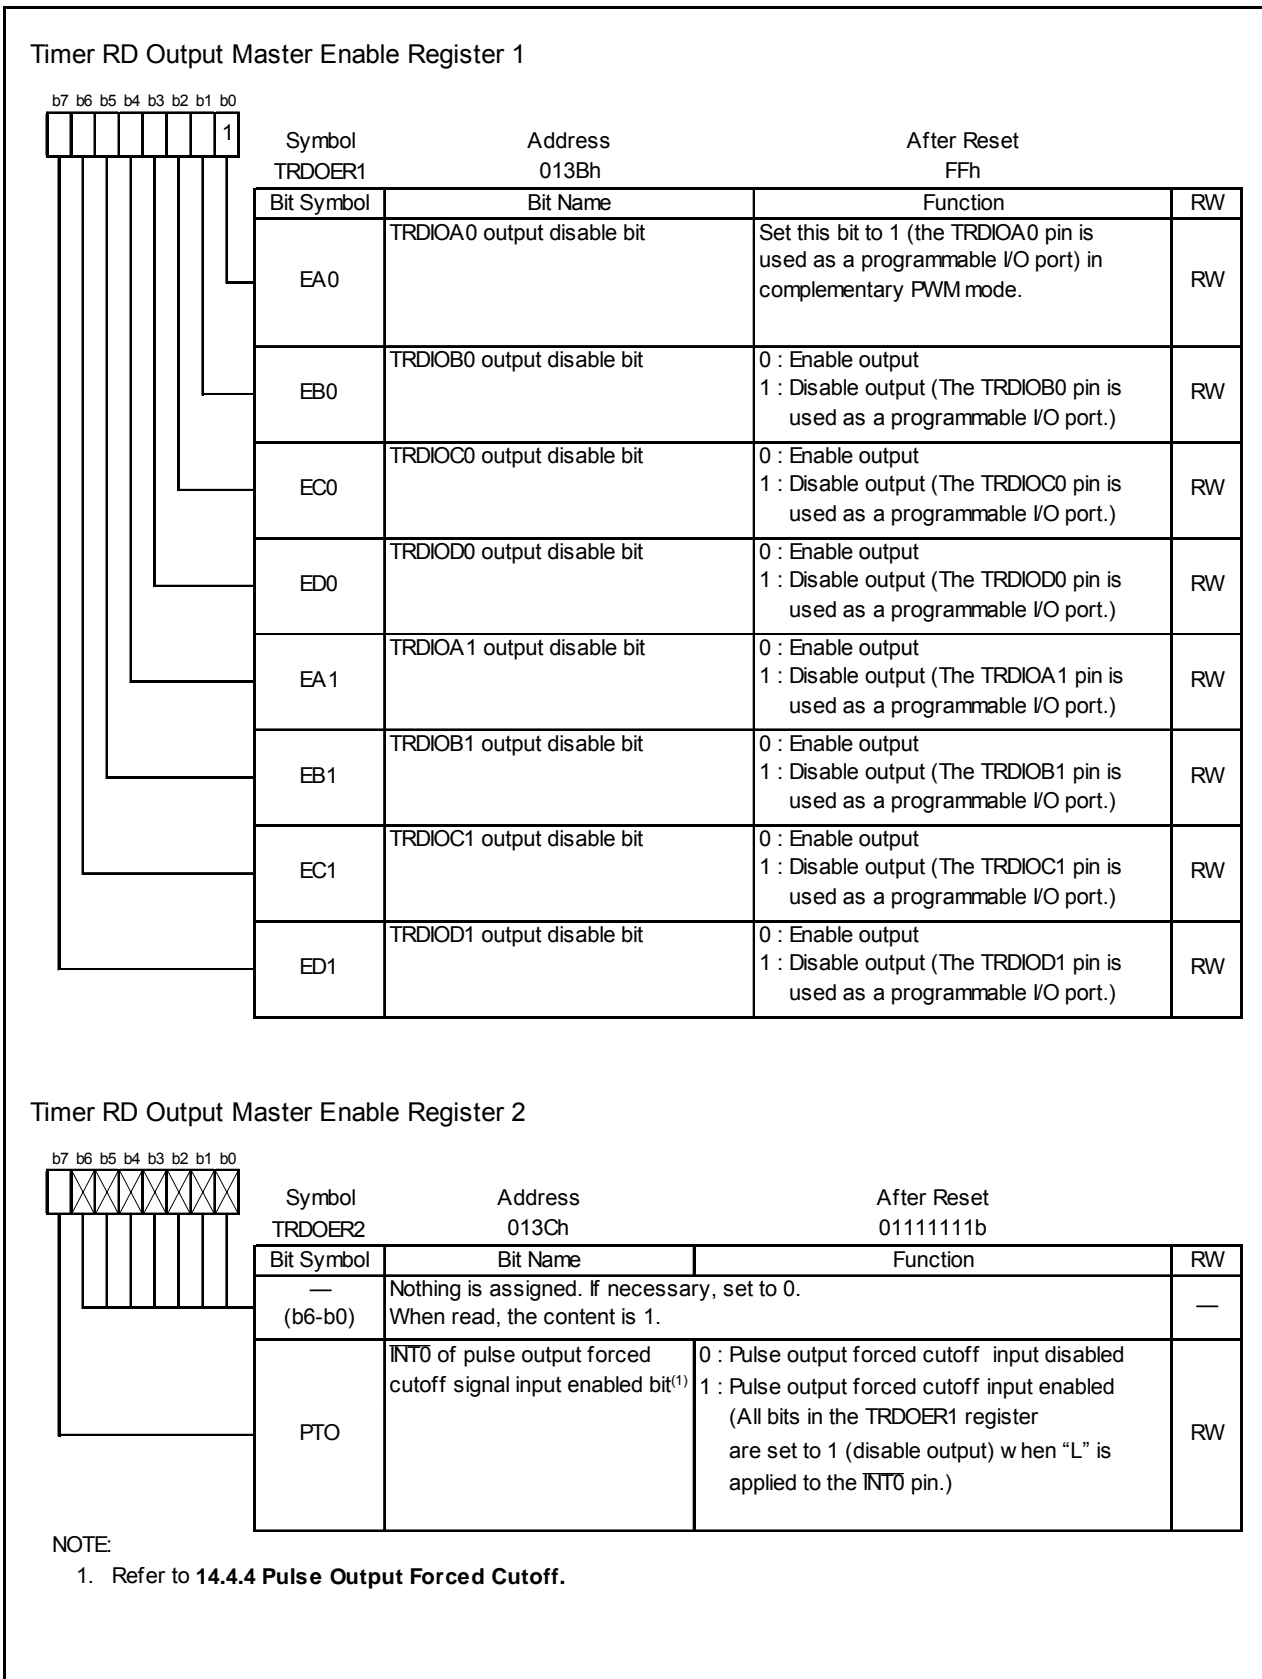 Timer RD Output Master Enable Register 1
b7 b6 b5 b4 b3 b2 b1 b0
1
Symbol Address After Reset
TRDOER1 013Bh FFh
Bit Symbol Bit Name Function RW
EA0 TRDIOA0 output disable bit Set this bit to 1 (the TRDIOA0 pin is RW
used as a programmable I/O port) in
complementary PWM mode.
EB0 TRDIOB0 output disable bit 0 : Enable output RW
1 : Disable output (The TRDIOB0 pin is
used as a programmable I/O port.)
EC0 TRDIOC0 output disable bit 0 : Enable output RW
1 : Disable output (The TRDIOC0 pin is
used as a programmable I/O port.)
ED0 TRDIOD0 output disable bit 0 : Enable output RW
1 : Disable output (The TRDIOD0 pin is
used as a programmable I/O port.)
EA1 TRDIOA1 output disable bit 0 : Enable output RW
1 : Disable output (The TRDIOA1 pin is
used as a programmable I/O port.)
EB1 TRDIOB1 output disable bit 0 : Enable output RW
1 : Disable output (The TRDIOB1 pin is
used as a programmable I/O port.)
EC1 TRDIOC1 output disable bit 0 : Enable output RW
1 : Disable output (The TRDIOC1 pin is
used as a programmable I/O port.)
ED1 TRDIOD1 output disable bit 0 : Enable output RW
1 : Disable output (The TRDIOD1 pin is
used as a programmable I/O port.)
Timer RD Output Master Enable Register 2
b7 b6 b5 b4 b3 b2 b1 b0
Symbol Address After Reset
TRDOER2 013Ch 01111111b
Bit Symbol Bit Name Function RW
— Nothing is assigned. If necessary, set to 0. —
(b6-b0) When read, the content is 1.
PTO INT0 of pulse output forced 0 : Pulse output forced cutoff input disabled RW
cutoff signal input enabled bit(1) 1 : Pulse output forced cutoff input enabled
(All bits in the TRDOER1 register
are set to 1 (disable output) when “L” is
applied to the INT0 pin.)
NOTE:
1. Refer to 14.4.4 Pulse Output Forced Cutoff.